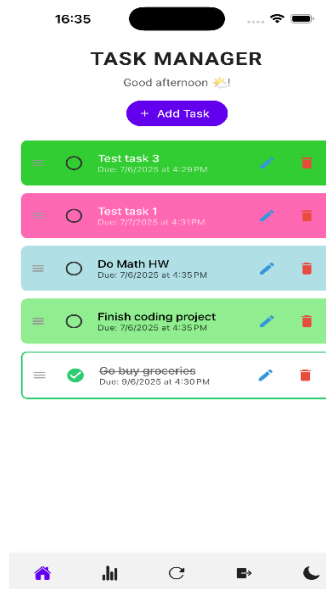 16:35
TASK MANAGER
Good afternoon 🌤️!
+ Add Task
Test task 3
Due: 7/6/2025 at 4:29 PM
Test task 1
Due: 7/7/2025 at 4:31 PM
Do Math HW
Due: 7/6/2025 at 4:35 PM
Finish coding project
Due: 7/6/2025 at 4:35 PM
Go buy groceries
Due: 9/6/2025 at 4:30 PM